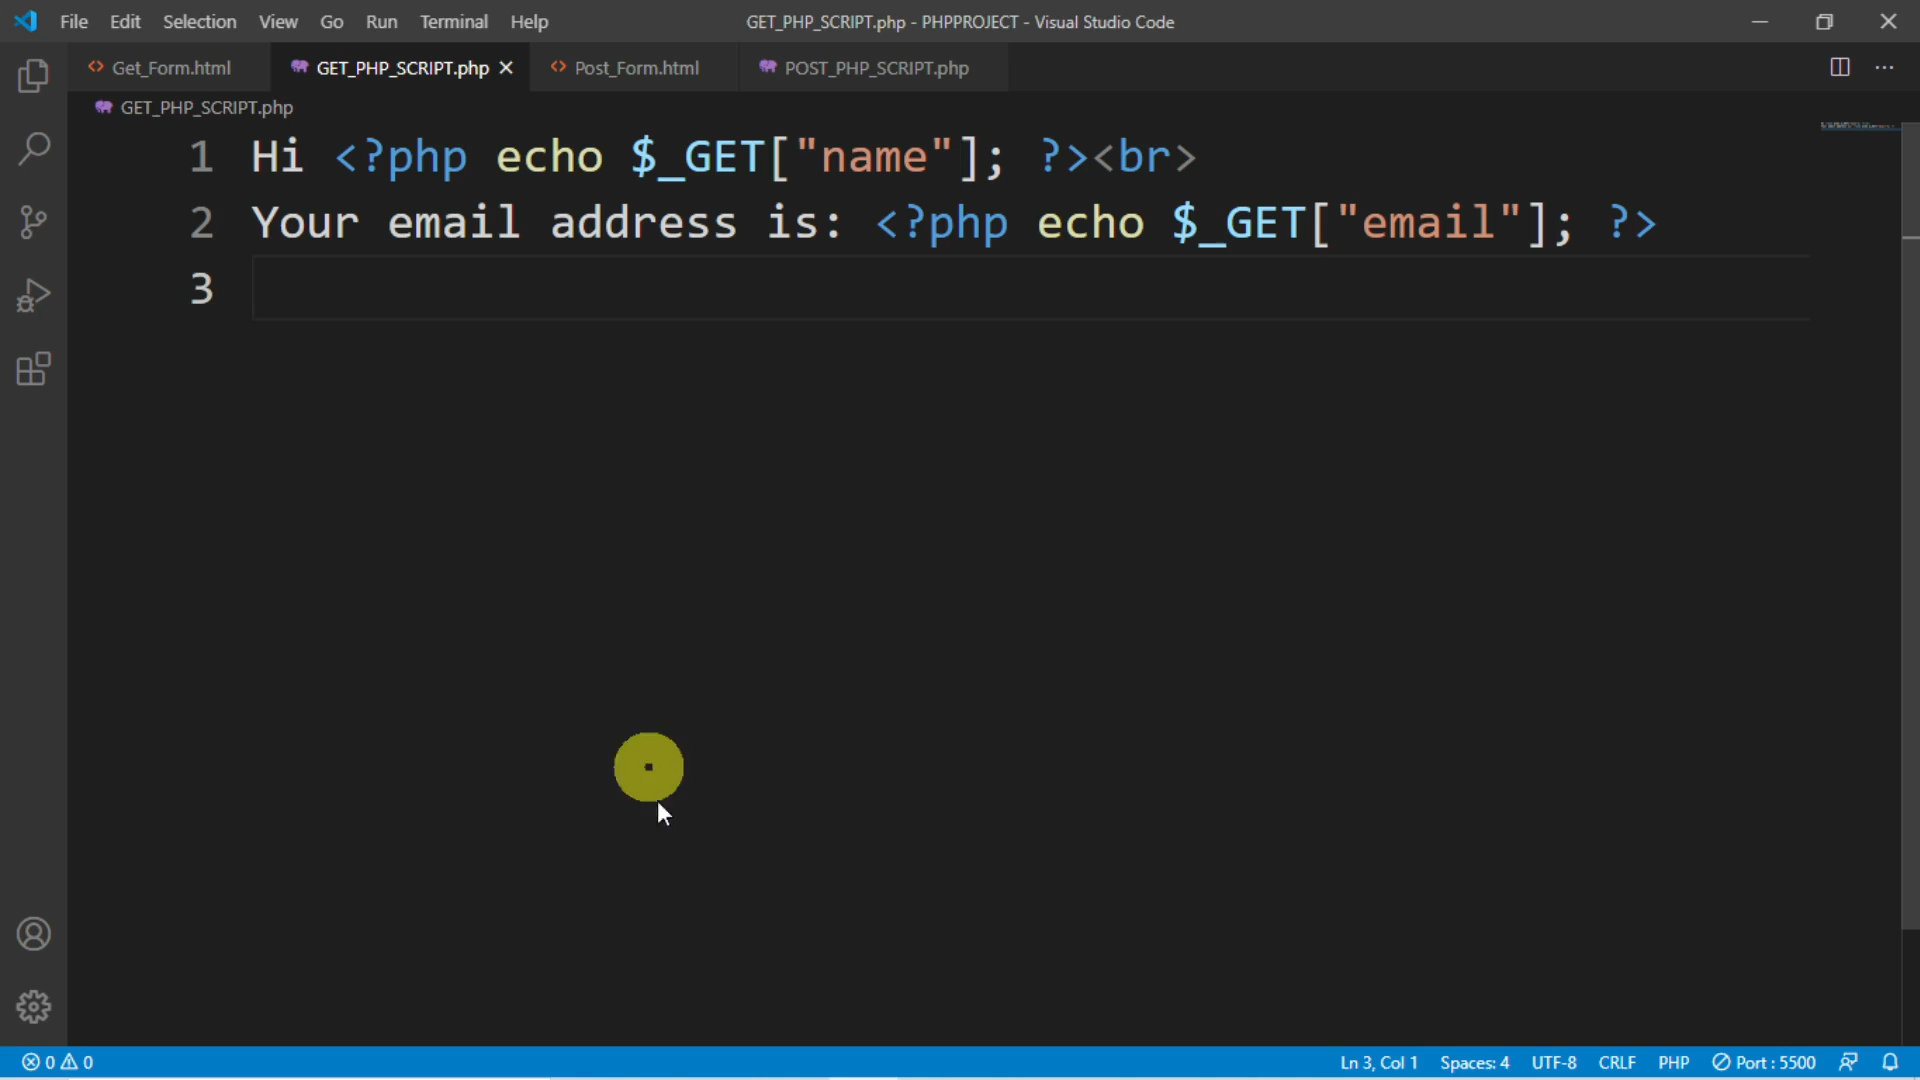 File Edit Selection View Go Run Terminal Help GET_PHP_SCRIPT.php - PHPPROJECT - Visual Studio Code
Get_Form.html GET_PHP_SCRIPT.php Post_Form.html POST_PHP_SCRIPT.php
GET_PHP_SCRIPT.php
1 Hi <?php echo $_GET["name"]; ?><br>
2 Your email address is: <?php echo $_GET["email"]; ?>
3
0 0 Ln 3, Col 1 Spaces: 4 UTF-8 CRLF PHP Port : 5500